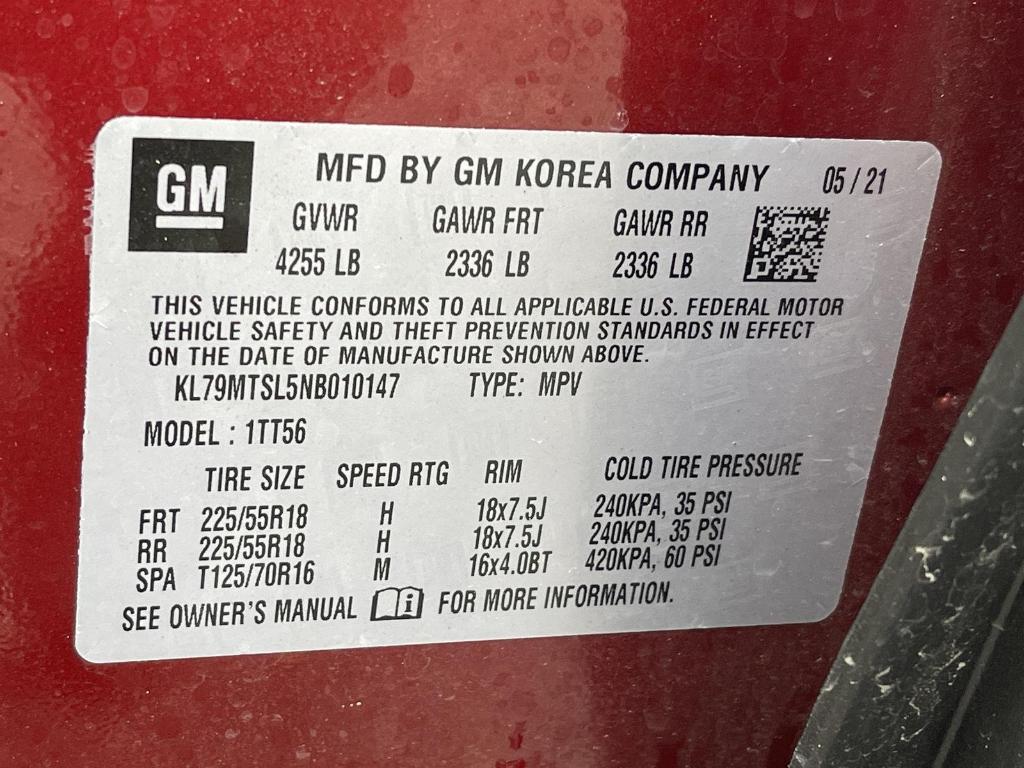 GM
MFD BY GM KOREA COMPANY 05 / 21
GVWR GAWR FRT GAWR RR
4255 LB 2336 LB 2336 LB
THIS VEHICLE CONFORMS TO ALL APPLICABLE U.S. FEDERAL MOTOR
VEHICLE SAFETY AND THEFT PREVENTION STANDARDS IN EFFECT
ON THE DATE OF MANUFACTURE SHOWN ABOVE.
KL79MTSL5NB010147 TYPE: MPV
MODEL : 1TT56
TIRE SIZE SPEED RTG RIM COLD TIRE PRESSURE
FRT 225/55R18 H 18x7.5J 240KPA, 35 PSI
RR 225/55R18 H 18x7.5J 240KPA, 35 PSI
SPA T125/70R16 M 16x4.0BT 420KPA, 60 PSI
SEE OWNER'S MANUAL i FOR MORE INFORMATION.